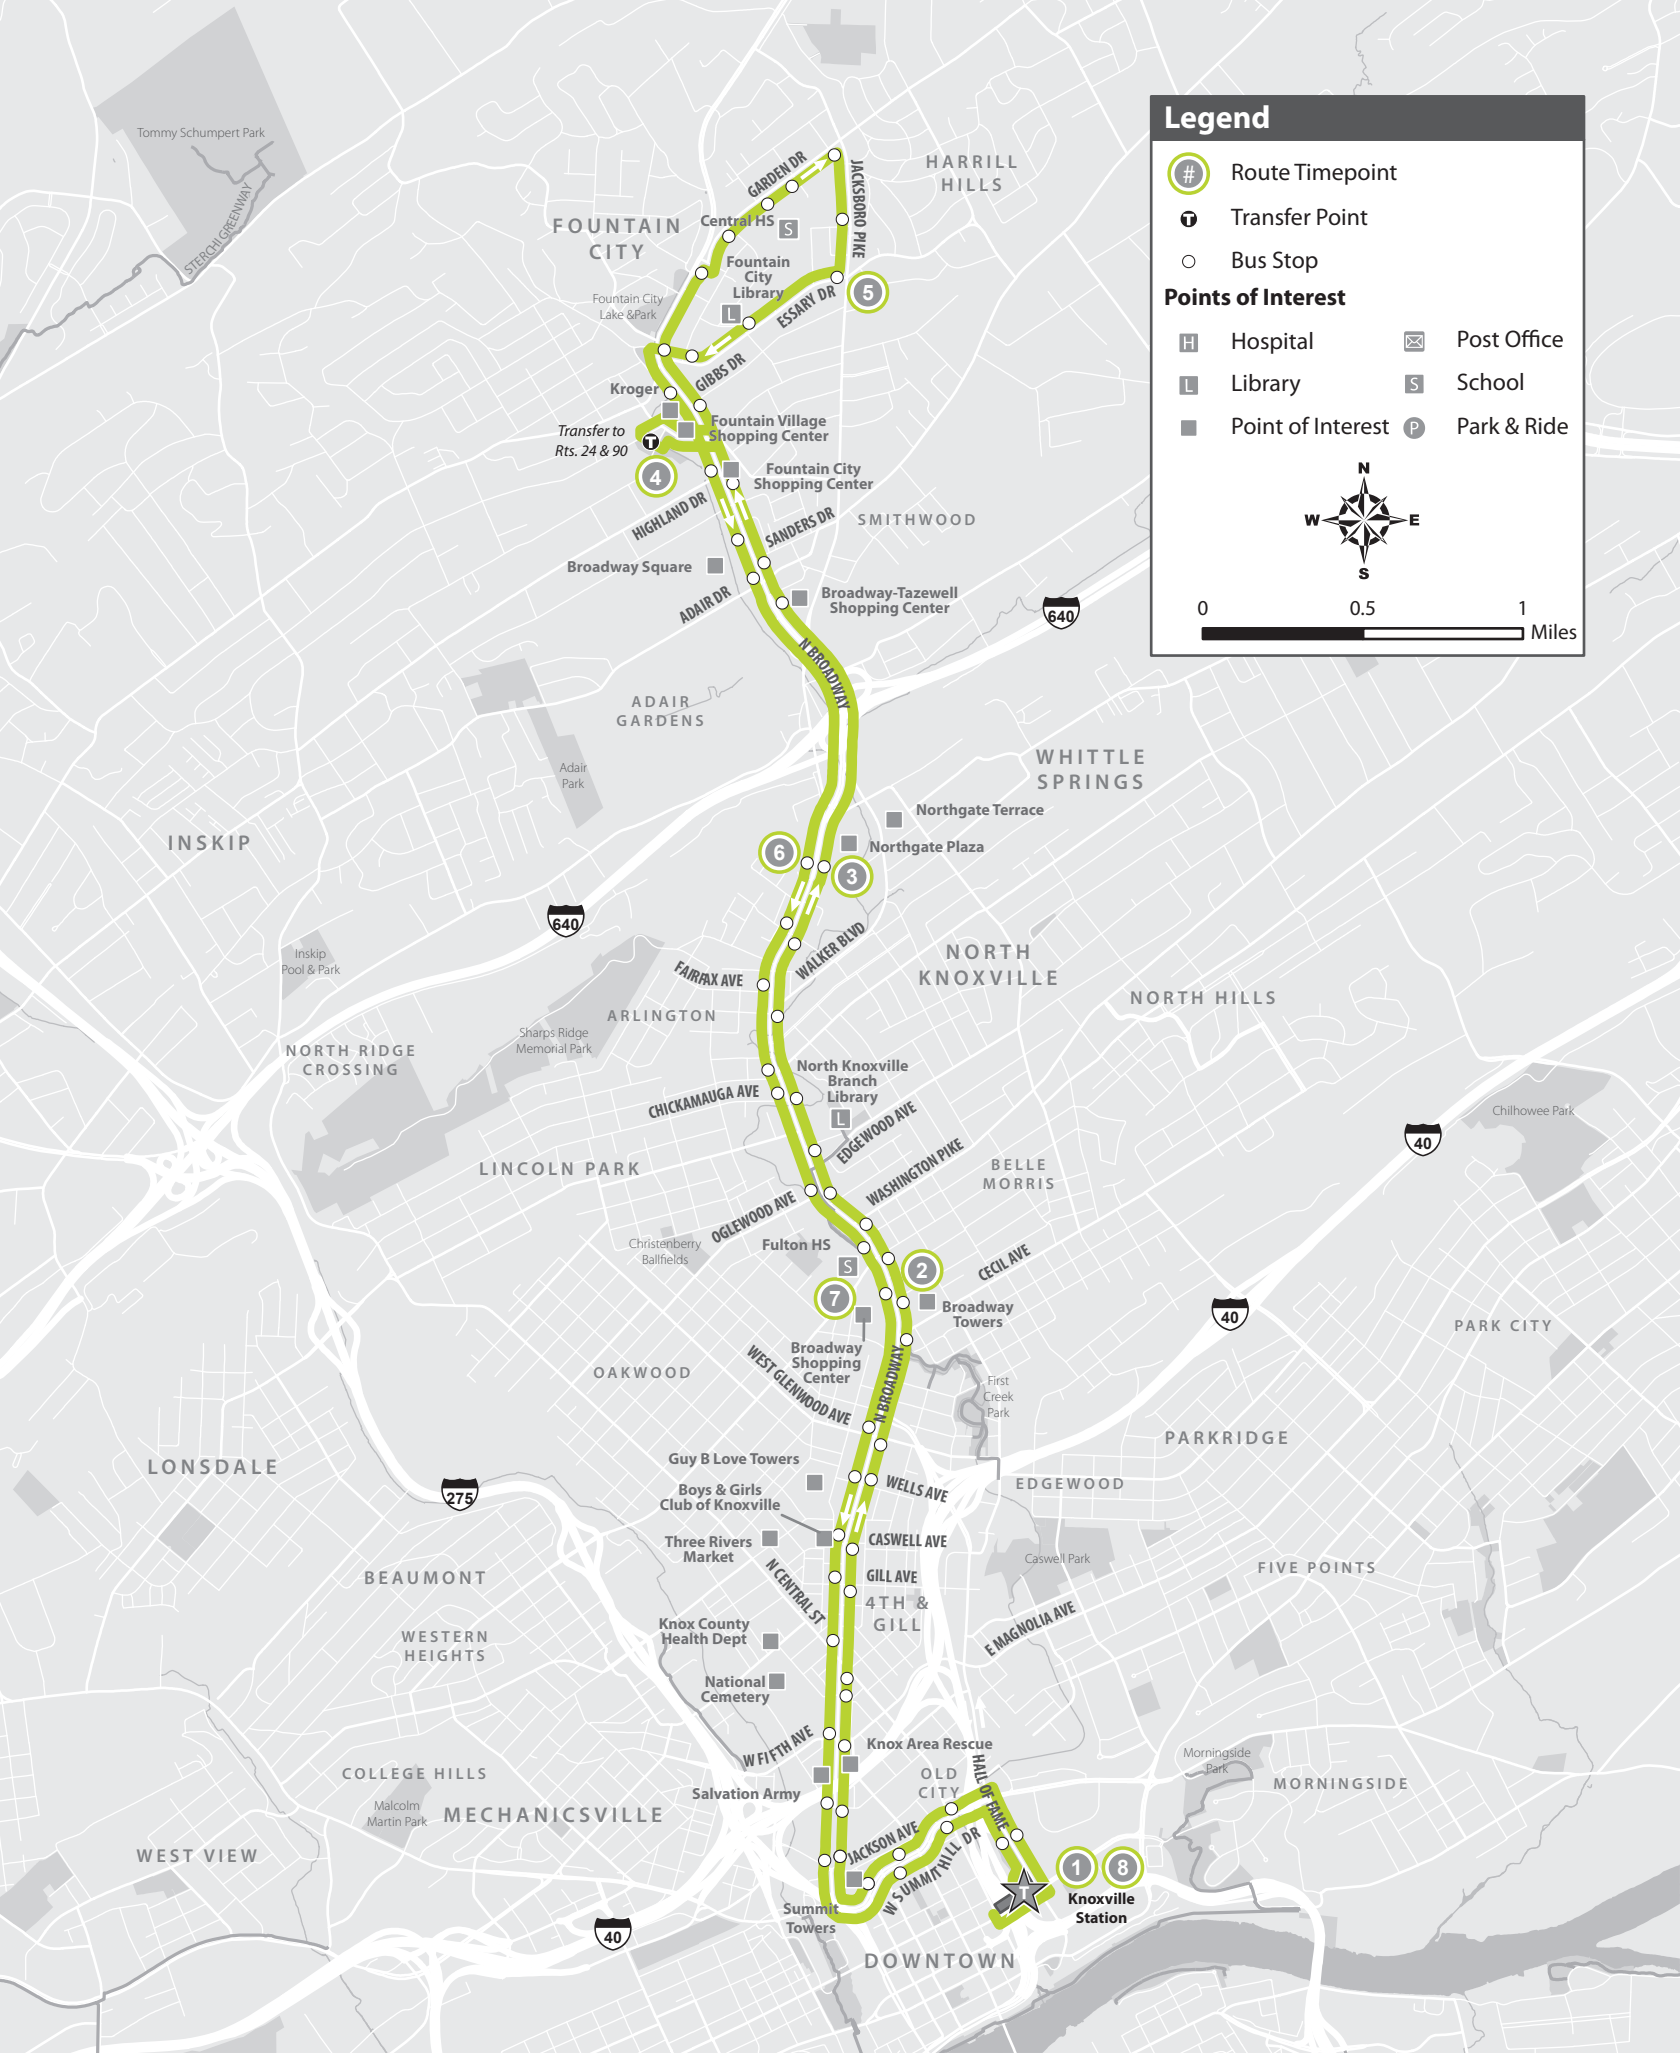 Legend
#
Route Timepoint
T
Transfer Point
Bus Stop
Points of Interest
H
Hospital
Post Office
L
Library
S
School
Point of Interest
P
Park & Ride
N
W
E
S
0
0.5
1
Miles
Tommy Schumpert Park
STERCHI GREENWAY
HARRILL
HILLS
GARDEN DR
JACKSBORO PIKE
FOUNTAIN
CITY
Central HS
S
Fountain
City
Library
L
Fountain City
Lake &Park
ESSARY DR
5
GIBBS DR
Kroger
Fountain Village
Shopping Center
Transfer to
Rts. 24 & 90
T
4
Fountain City
Shopping Center
HIGHLAND DR
SANDERS DR
SMITHWOOD
Broadway Square
ADAIR DR
Broadway-Tazewell
Shopping Center
640
N BROADWAY
ADAIR
GARDENS
WHITTLE
SPRINGS
Adair
Park
Northgate Terrace
INSKIP
6
Northgate Plaza
3
640
WALKER BLVD
Inskip
Pool & Park
FAIRFAX AVE
NORTH
KNOXVILLE
NORTH HILLS
ARLINGTON
Sharps Ridge
Memorial Park
NORTH RIDGE
CROSSING
North Knoxville
Branch
Library
L
CHICKAMAUGA AVE
EDGEWOOD AVE
Chilhowee Park
40
WASHINGTON PIKE
LINCOLN PARK
BELLE
MORRIS
OGLEWOOD AVE
Christenberry
Ballfields
Fulton HS
S
2
CECIL AVE
7
Broadway
Towers
40
PARK CITY
Broadway
Shopping
Center
WEST GLENWOOD AVE
N BROADWAY
OAKWOOD
First
Creek
Park
PARKRIDGE
LONSDALE
Guy B Love Towers
275
Boys & Girls
Club of Knoxville
WELLS AVE
EDGEWOOD
Three Rivers
Market
CASWELL AVE
Caswell Park
FIVE POINTS
BEAUMONT
N CENTRAL ST
GILL AVE
4TH &
GILL
E MAGNOLIA AVE
WESTERN
HEIGHTS
Knox County
Health Dept
National
Cemetery
W FIFTH AVE
Knox Area Rescue
Morningside
Park
COLLEGE HILLS
OLD
CITY
HALL OF FAME
MORNINGSIDE
Salvation Army
Malcolm
Martin Park
MECHANICSVILLE
WEST VIEW
JACKSON AVE
W SUMMIT HILL DR
1
8
T
Knoxville
Station
Summit
Towers
40
DOWNTOWN